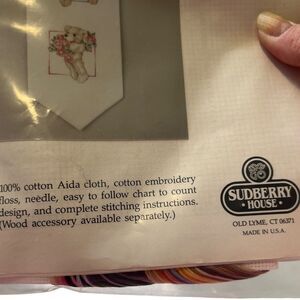 100% cotton Aida cloth, cotton embroidery
floss, needle, easy to follow chart to count
design, and complete stitching instructions.
(Wood accessory available separately.)
SUDBERRY
· HOUSE ·
OLD LYME, CT 06371
MADE IN U.S.A.